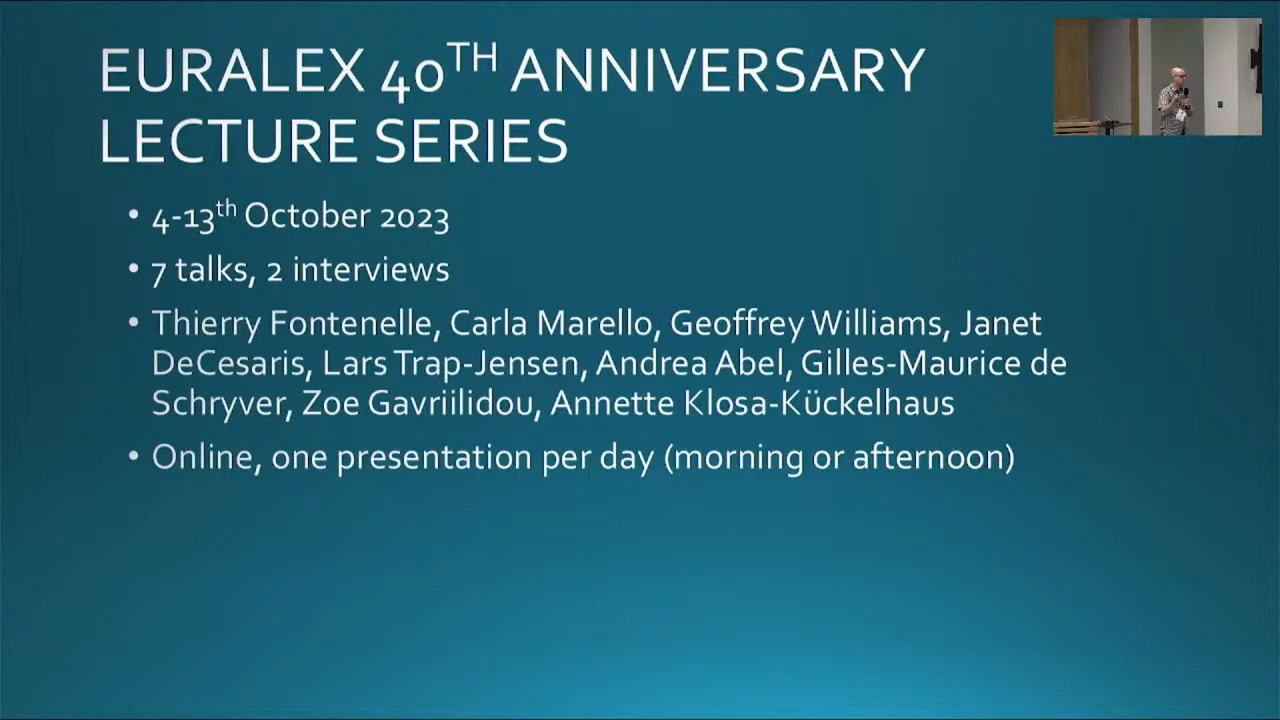 EURALEX 40TH ANNIVERSARY
LECTURE SERIES
• 4-13th October 2023
• 7 talks, 2 interviews
• Thierry Fontenelle, Carla Marello, Geoffrey Williams, Janet
DeCesaris, Lars Trap-Jensen, Andrea Abel, Gilles-Maurice de
Schryver, Zoe Gavriilidou, Annette Klosa-Kückelhaus
• Online, one presentation per day (morning or afternoon)